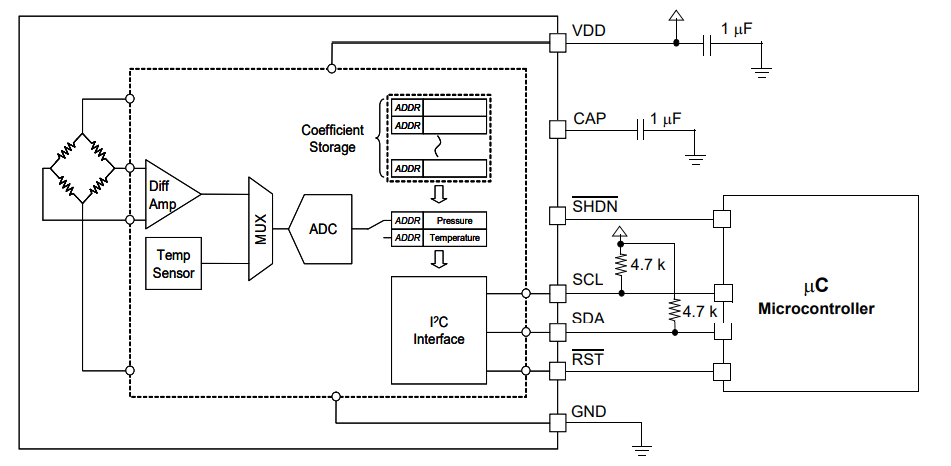 VDD
1 μF
ADDR
ADDR
ADDR
Coefficient
Storage
CAP
1 μF
Diff
Amp
MUX
ADC
ADDR Pressure
ADDR Temperature
SHDN
Temp
Sensor
4.7 k
SCL
4.7 k
SDA
μC
Microcontroller
I²C
Interface
RST
GND